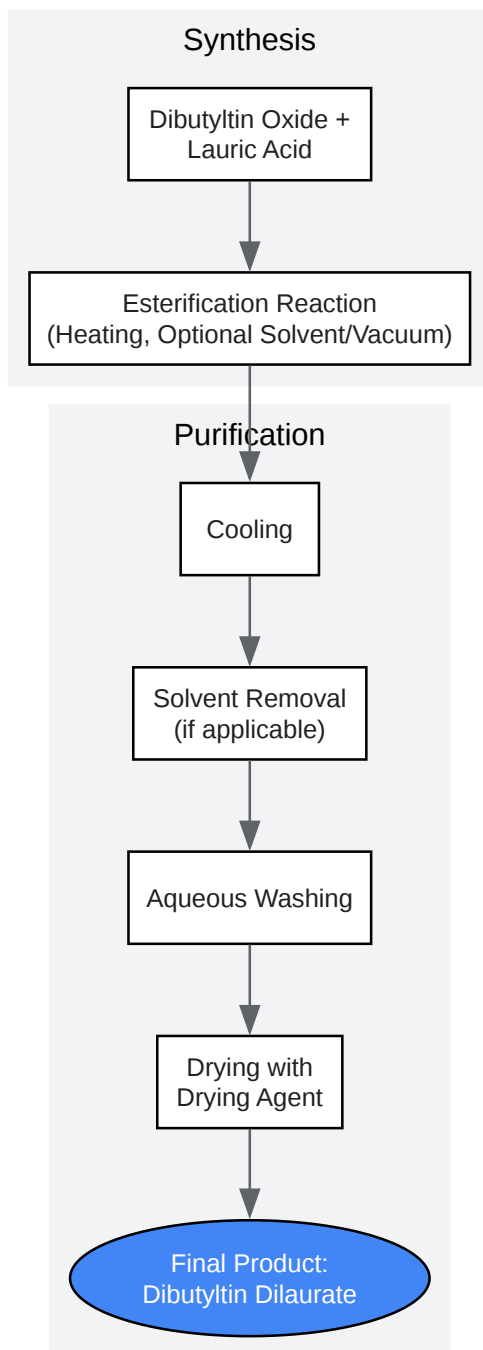 Synthesis
Dibutyltin Oxide +
Lauric Acid
Esterification Reaction
(Heating, Optional Solvent/Vacuum)
Purification
Cooling
Solvent Removal
(if applicable)
Aqueous Washing
Drying with
Drying Agent
Final Product:
Dibutyltin Dilaurate